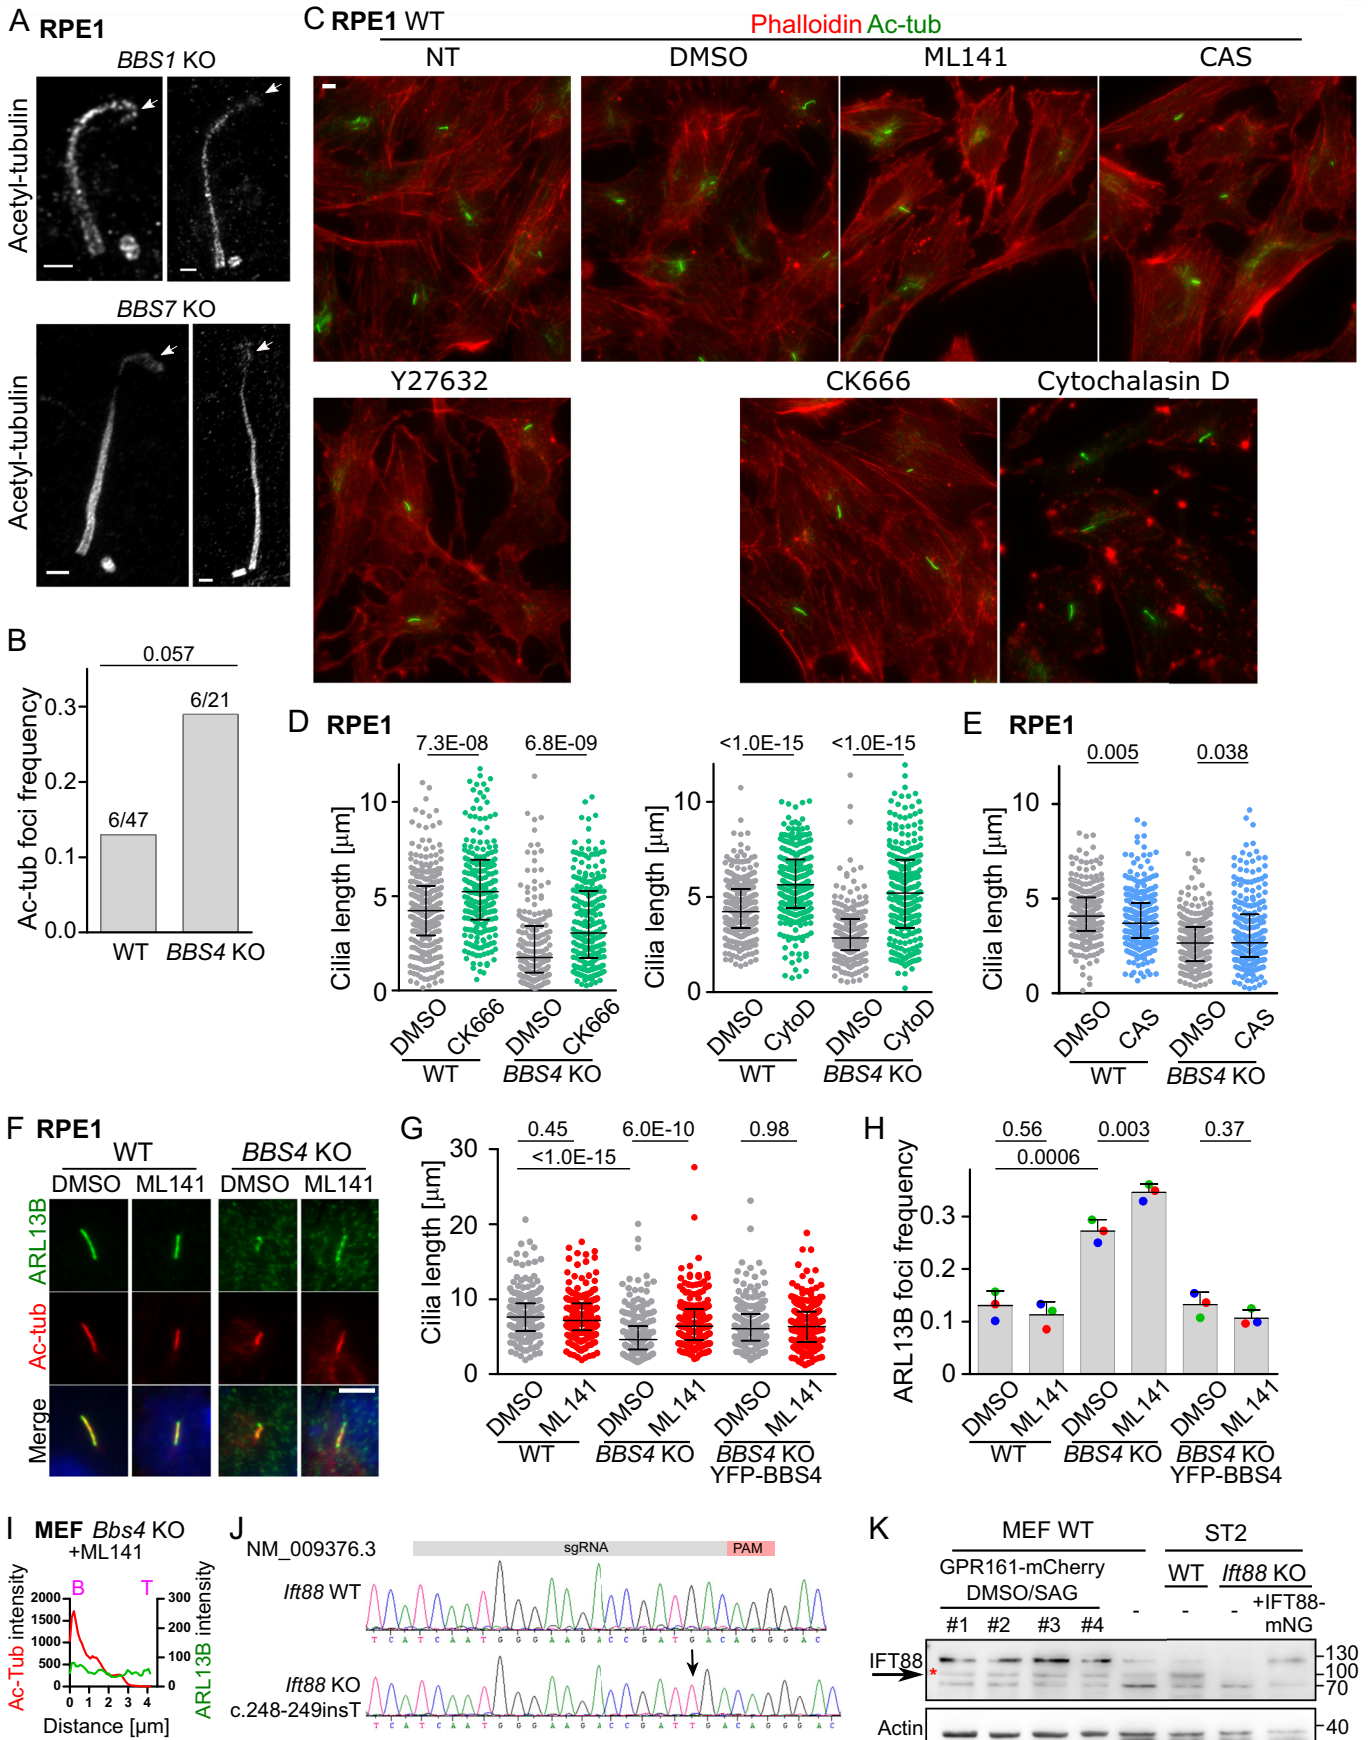 A RPE1
BBS1 KO
Acetyl-tubulin
BBS7 KO
Acetyl-tubulin
B
0.057
Ac-tub foci frequency
0.3
0.2
0.1
0.0
6/47
6/21
WT BBS4 KO
C RPE1 WT
Phalloidin Ac-tub
NT DMSO ML141 CAS
Y27632 CK666 Cytochalasin D
D RPE1
7.3E-08 6.8E-09
Cilia length [µm]
10
5
0
DMSO CK666 DMSO CK666
WT BBS4 KO
<1.0E-15 <1.0E-15
Cilia length [µm]
10
5
0
DMSO CytoD DMSO CytoD
WT BBS4 KO
E RPE1
0.005 0.038
Cilia length [µm]
10
5
0
DMSO CAS DMSO CAS
WT BBS4 KO
F RPE1
WT BBS4 KO
DMSO ML141 DMSO ML141
ARL13B
Ac-tub
Merge
G
0.45 6.0E-10 0.98
<1.0E-15
Cilia length [µm]
30
20
10
0
DMSO ML141 DMSO ML141 DMSO ML141
WT BBS4 KO BBS4 KO
YFP-BBS4
H
0.56 0.003 0.37
0.0006
ARL13B foci frequency
0.3
0.2
0.1
0
DMSO ML141 DMSO ML141 DMSO ML141
WT BBS4 KO BBS4 KO
YFP-BBS4
I MEF Bbs4 KO
+ML141
B T
Ac-Tub intensity
2000
1500
1000
500
0
300
200
100
0
ARL13B intensity
0 1 2 3 4
Distance [µm]
J
NM_009376.3
sgRNA PAM
Ift88 WT
T C A T C A A T G G G A A G A C C G A T G A C A G G G A C
Ift88 KO
c.248-249insT
T C A T C A A T G G G A A G A C C G A T T G A C A G G G A C
K
MEF WT ST2
GPR161-mCherry WT Ift88 KO
DMSO/SAG
+IFT88-
mNG
#1 #2 #3 #4 - - -
IFT88
*
130
100
70
Actin
40